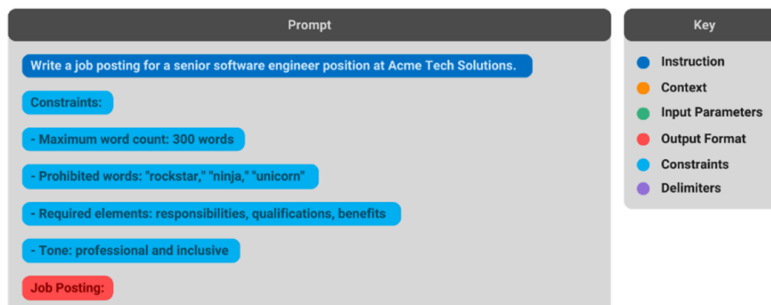 Prompt
Write a job posting for a senior software engineer position at Acme Tech Solutions.
Constraints:
- Maximum word count: 300 words
- Prohibited words: "rockstar," "ninja," "unicorn"
- Required elements: responsibilities, qualifications, benefits
- Tone: professional and inclusive
Job Posting:
Key
Instruction
Context
Input Parameters
Output Format
Constraints
Delimiters